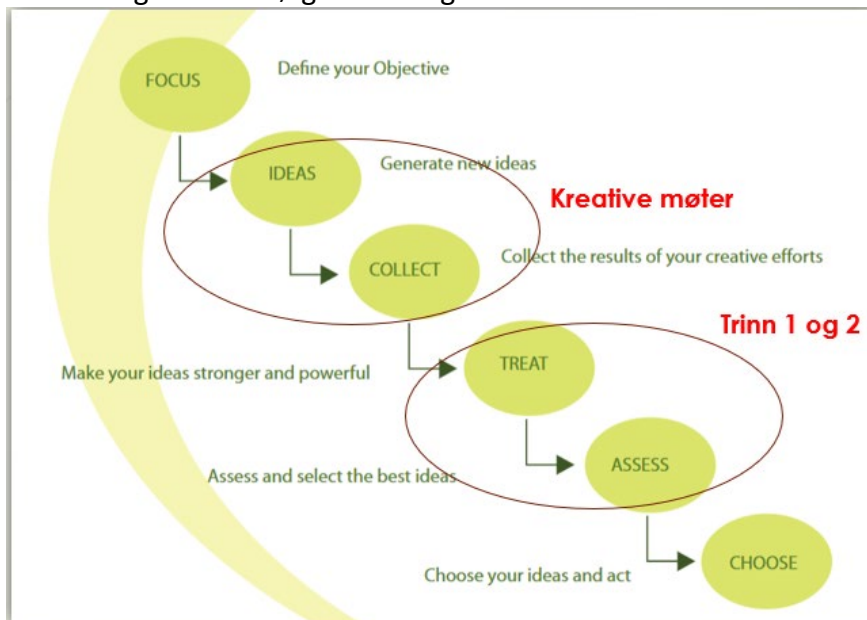 FOCUS
Define your Objective
IDEAS
Generate new ideas
Kreative møter
COLLECT
Collect the results of your creative efforts
Trinn 1 og 2
TREAT
Make your ideas stronger and powerful
ASSESS
Assess and select the best ideas
CHOOSE
Choose your ideas and act